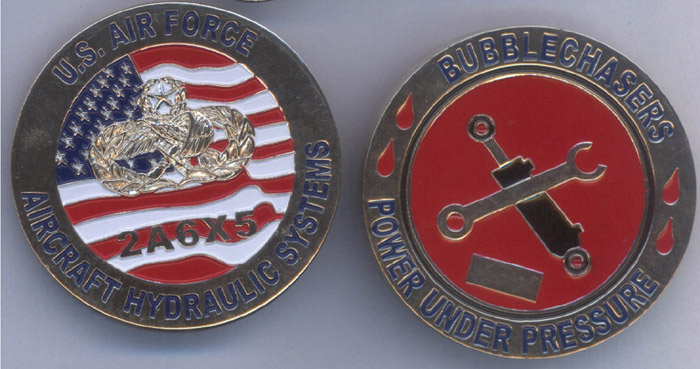 U.S. AIR FORCE
2A6X5
AIRCRAFT HYDRAULIC SYSTEMS
BUBBLECHASERS
POWER UNDER PRESSURE